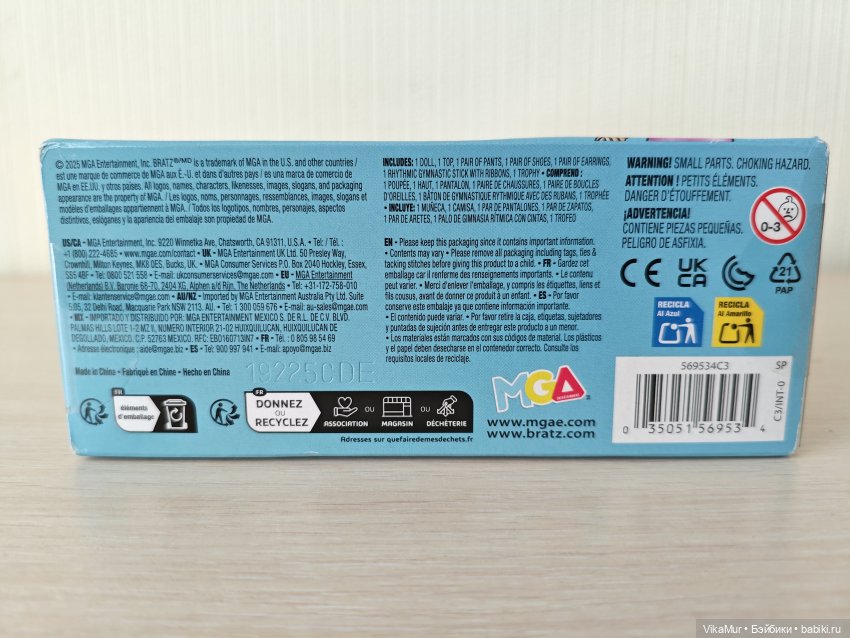 © 2025 MGA Entertainment, Inc. BRATZ®/MD is a trademark of MGA in the U.S. and other countries /
est une marque de commerce de MGA aux É.-U. et dans d'autres pays / es una marca de comercio de
MGA en EE.UU. y otros países. All logos, names, characters, likenesses, images, slogans, and packaging
appearance are the property of MGA. / Les logos, noms, personnages, ressemblances, images, slogans et
modèles d'emballages appartiennent à MGA. / Todos los logotipos, nombres, personajes, aspectos
distintivos, eslóganes y la apariencia del embalaje son propiedad de MGA.
US/CA • MGA Entertainment, Inc. 9220 Winnetka Ave, Chatsworth, CA 91311, U.S.A. • Tel: / Tél. :
+1 (800) 222-4685 • www.mgae.com/contact • UK • MGA Entertainment UK Ltd. 50 Presley Way,
Crownhill, Milton Keynes, MK8 0ES, Bucks, UK. • MGA Consumer Services P.O. Box 2040 Hockley, Essex,
SS5 4BF • Tel: 0800 521 558 • E-mail: ukconsumerservices@mgae.com • EU • MGA Entertainment
(Netherlands) B.V. Baronie 68-70, 2404 XG, Alphen a/d Rijn, The Netherlands • Tel: +31-172-758-010
• E-mail: klantenservice@mgae.com • AU/NZ • Imported by MGA Entertainment Australia Pty Ltd. Suite
5.05, 32 Delhi Road, Macquarie Park NSW 2113. AU. • Tel: 1 300 059 676 • E-mail: au-sales@mgae.com
• MX • IMPORTADO Y DISTRIBUIDO POR: MGA ENTERTAINMENT MEXICO S. DE R.L. DE C.V. BLVD.
PALMAS HILLS LOTE 1-2 MZ II, NUMERO INTERIOR 21-02 HUIXQUILUCAN, HUIXQUILUCAN DE
DEGOLLADO, MEXICO, C.P. 52763 MEXICO. RFC: EBO160713IN7 • FR • Tél. : 0 805 98 54 69
• Adresse électronique : aide@mgae.com • ES • Tel: 900 997 941 • E-mail: apoyo@mgae.com
Made in China. • Fabriqué en Chine • Hecho en China
19225CDE
FR
éléments
d'emballage
FR
DONNEZ
OU
RECYCLEZ
ASSOCIATION
OU
MAGASIN
OU
DÉCHÈTERIE
Adresses sur quefairedemesdechets.fr
INCLUDES: 1 DOLL, 1 TOP, 1 PAIR OF PANTS, 1 PAIR OF SHOES, 1 PAIR OF EARRINGS,
1 RHYTHMIC GYMNASTIC STICK WITH RIBBONS, 1 TROPHY • COMPREND :
1 POUPÉE, 1 HAUT, 1 PANTALON, 1 PAIRE DE CHAUSSURES, 1 PAIRE DE BOUCLES
D'OREILLES, 1 BÂTON DE GYMNASTIQUE RYTHMIQUE AVEC DES RUBANS, 1 TROPHÉE
• INCLUYE: 1 MUÑECA, 1 CAMISA, 1 PAR DE PANTALONES, 1 PAR DE ZAPATOS,
1 PAR DE ARETES, 1 PALO DE GIMNASIA RÍTMICA CON CINTAS, 1 TROFEO
EN • Please keep this packaging since it contains important information.
• Contents may vary • Please remove all packaging including tags, ties &
tacking stitches before giving this product to a child. • FR • Gardez cet
emballage car il renferme des renseignements importants. • Le contenu
peut varier. • Merci d'enlever l'emballage, y compris les étiquettes, liens et
fils cousus, avant de donner ce produit à un enfant. • ES • Por favor
conserve este embalaje ya que contiene información importante.
• El contenido puede variar. • Por favor retire la caja, etiquetas, sujetadores
y puntadas de sujeción antes de entregar este producto a un menor.
• Los materiales están marcados con sus códigos de material. Los plásticos
y el papel deben descartarse en el contenedor correcto. Consulte los
requisitos locales de reciclaje.
MGA
ENTERTAINMENT
www.mgae.com
www.bratz.com
WARNING! SMALL PARTS. CHOKING HAZARD.
ATTENTION ! PETITS ÉLÉMENTS.
DANGER D'ÉTOUFFEMENT.
¡ADVERTENCIA!
CONTIENE PIEZAS PEQUEÑAS.
PELIGRO DE ASFIXIA.
0-3
CE
UK
CA
21
PAP
RECICLA
Al Azul
RECICLA
Al Amarillo
569534C3
SP
C3/INT-0
0 35051 56953 4
VikaMur • Бэйбики • babiki.ru